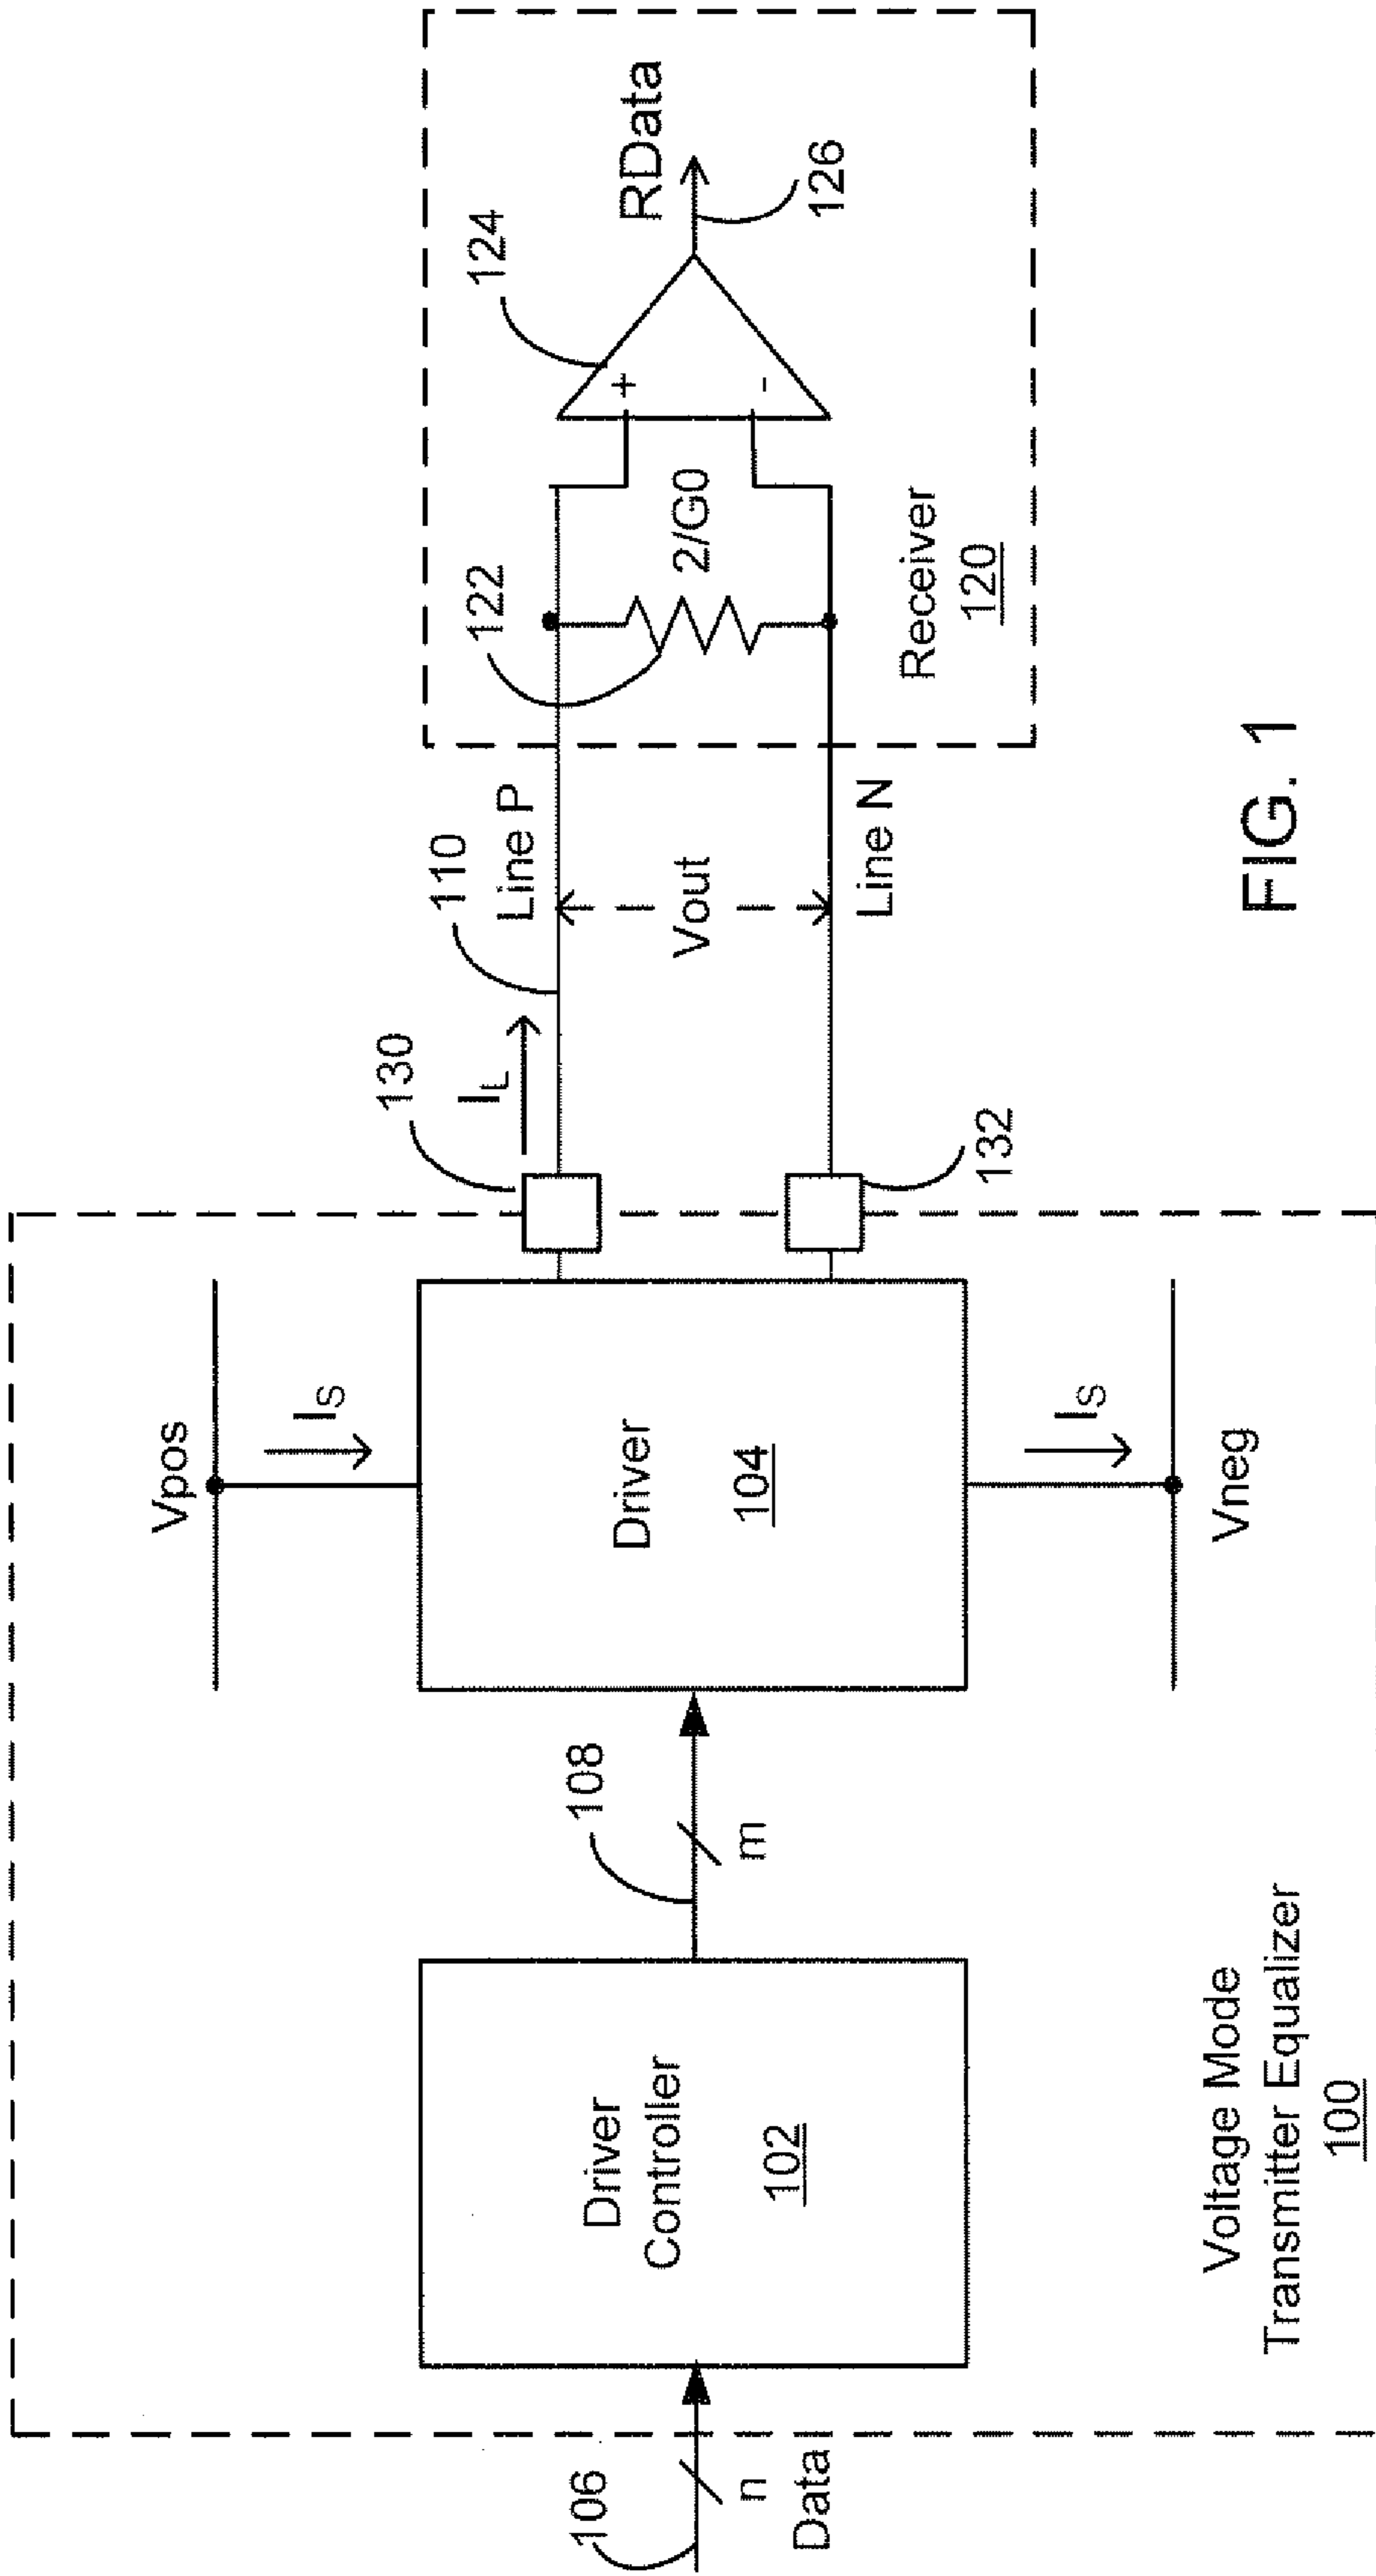 106
n
Data
Driver
Controller
102
108
m
Vpos
I_S
Driver
104
I_S
Vneg
Voltage Mode
Transmitter Equalizer
100
130
132
I_L
110
Line P
Vout
Line N
122
2/G0
124
+
-
RData
126
Receiver
120
FIG. 1